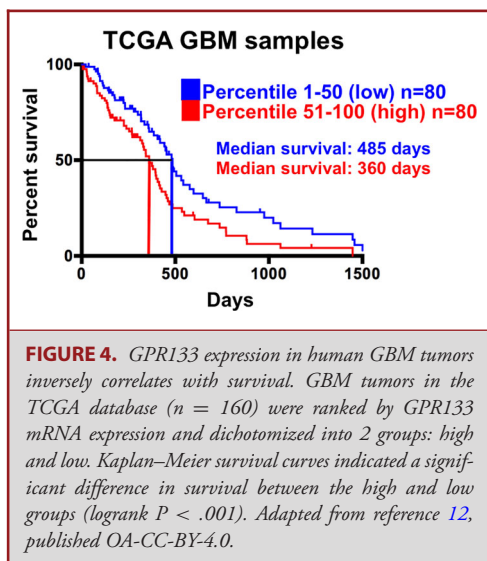 TCGA GBM samples
100
Percentile 1-50 (low) n=80
Percentile 51-100 (high) n=80
Median survival: 485 days
Median survival: 360 days
50
Percent survival
0
0 500 1000 1500
Days
FIGURE 4. GPR133 expression in human GBM tumors
inversely correlates with survival. GBM tumors in the
TCGA database (n = 160) were ranked by GPR133
mRNA expression and dichotomized into 2 groups: high
and low. Kaplan–Meier survival curves indicated a signif-
icant difference in survival between the high and low
groups (logrank P < .001). Adapted from reference 12,
published OA-CC-BY-4.0.